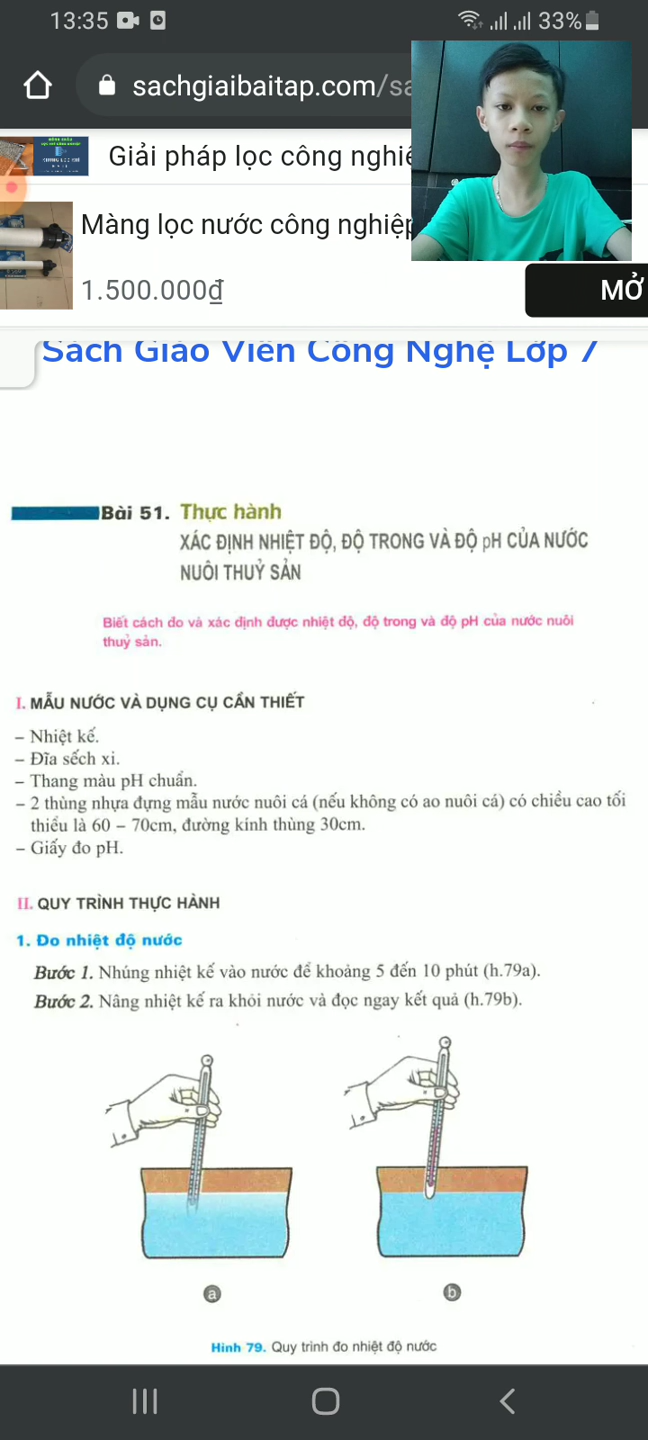 13:35
33%
sachgiaibaitap.com/sa
Giải pháp lọc công nghiệ
Màng lọc nước công nghiệp
1.500.000₫
MỞ
Sách Giáo Viên Công Nghệ Lớp 7
Bài 51. Thực hành
XÁC ĐỊNH NHIỆT ĐỘ, ĐỘ TRONG VÀ ĐỘ pH CỦA NƯỚC
NUÔI THUỶ SẢN
Biết cách đo và xác định được nhiệt độ, độ trong và độ pH của nước nuôi
thuỷ sản.
I. MẪU NƯỚC VÀ DỤNG CỤ CẦN THIẾT
– Nhiệt kế.
– Đĩa sếch xi.
– Thang màu pH chuẩn.
– 2 thùng nhựa đựng mẫu nước nuôi cá (nếu không có ao nuôi cá) có chiều cao tối
thiểu là 60 – 70cm, đường kính thùng 30cm.
– Giấy đo pH.
II. QUY TRÌNH THỰC HÀNH
1. Đo nhiệt độ nước
Bước 1. Nhúng nhiệt kế vào nước để khoảng 5 đến 10 phút (h.79a).
Bước 2. Nâng nhiệt kế ra khỏi nước và đọc ngay kết quả (h.79b).
a
b
Hình 79. Quy trình đo nhiệt độ nước